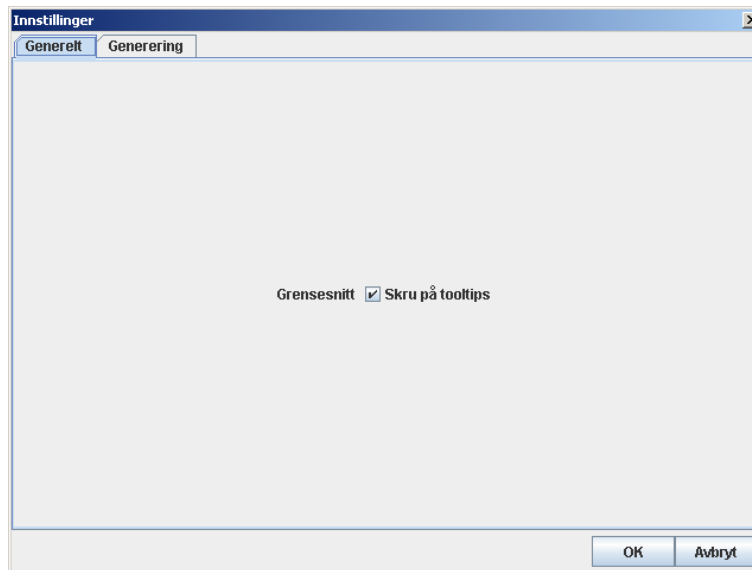 Innstillinger
Generelt Generering
Grensesnitt Skru på tooltips
OK Avbryt